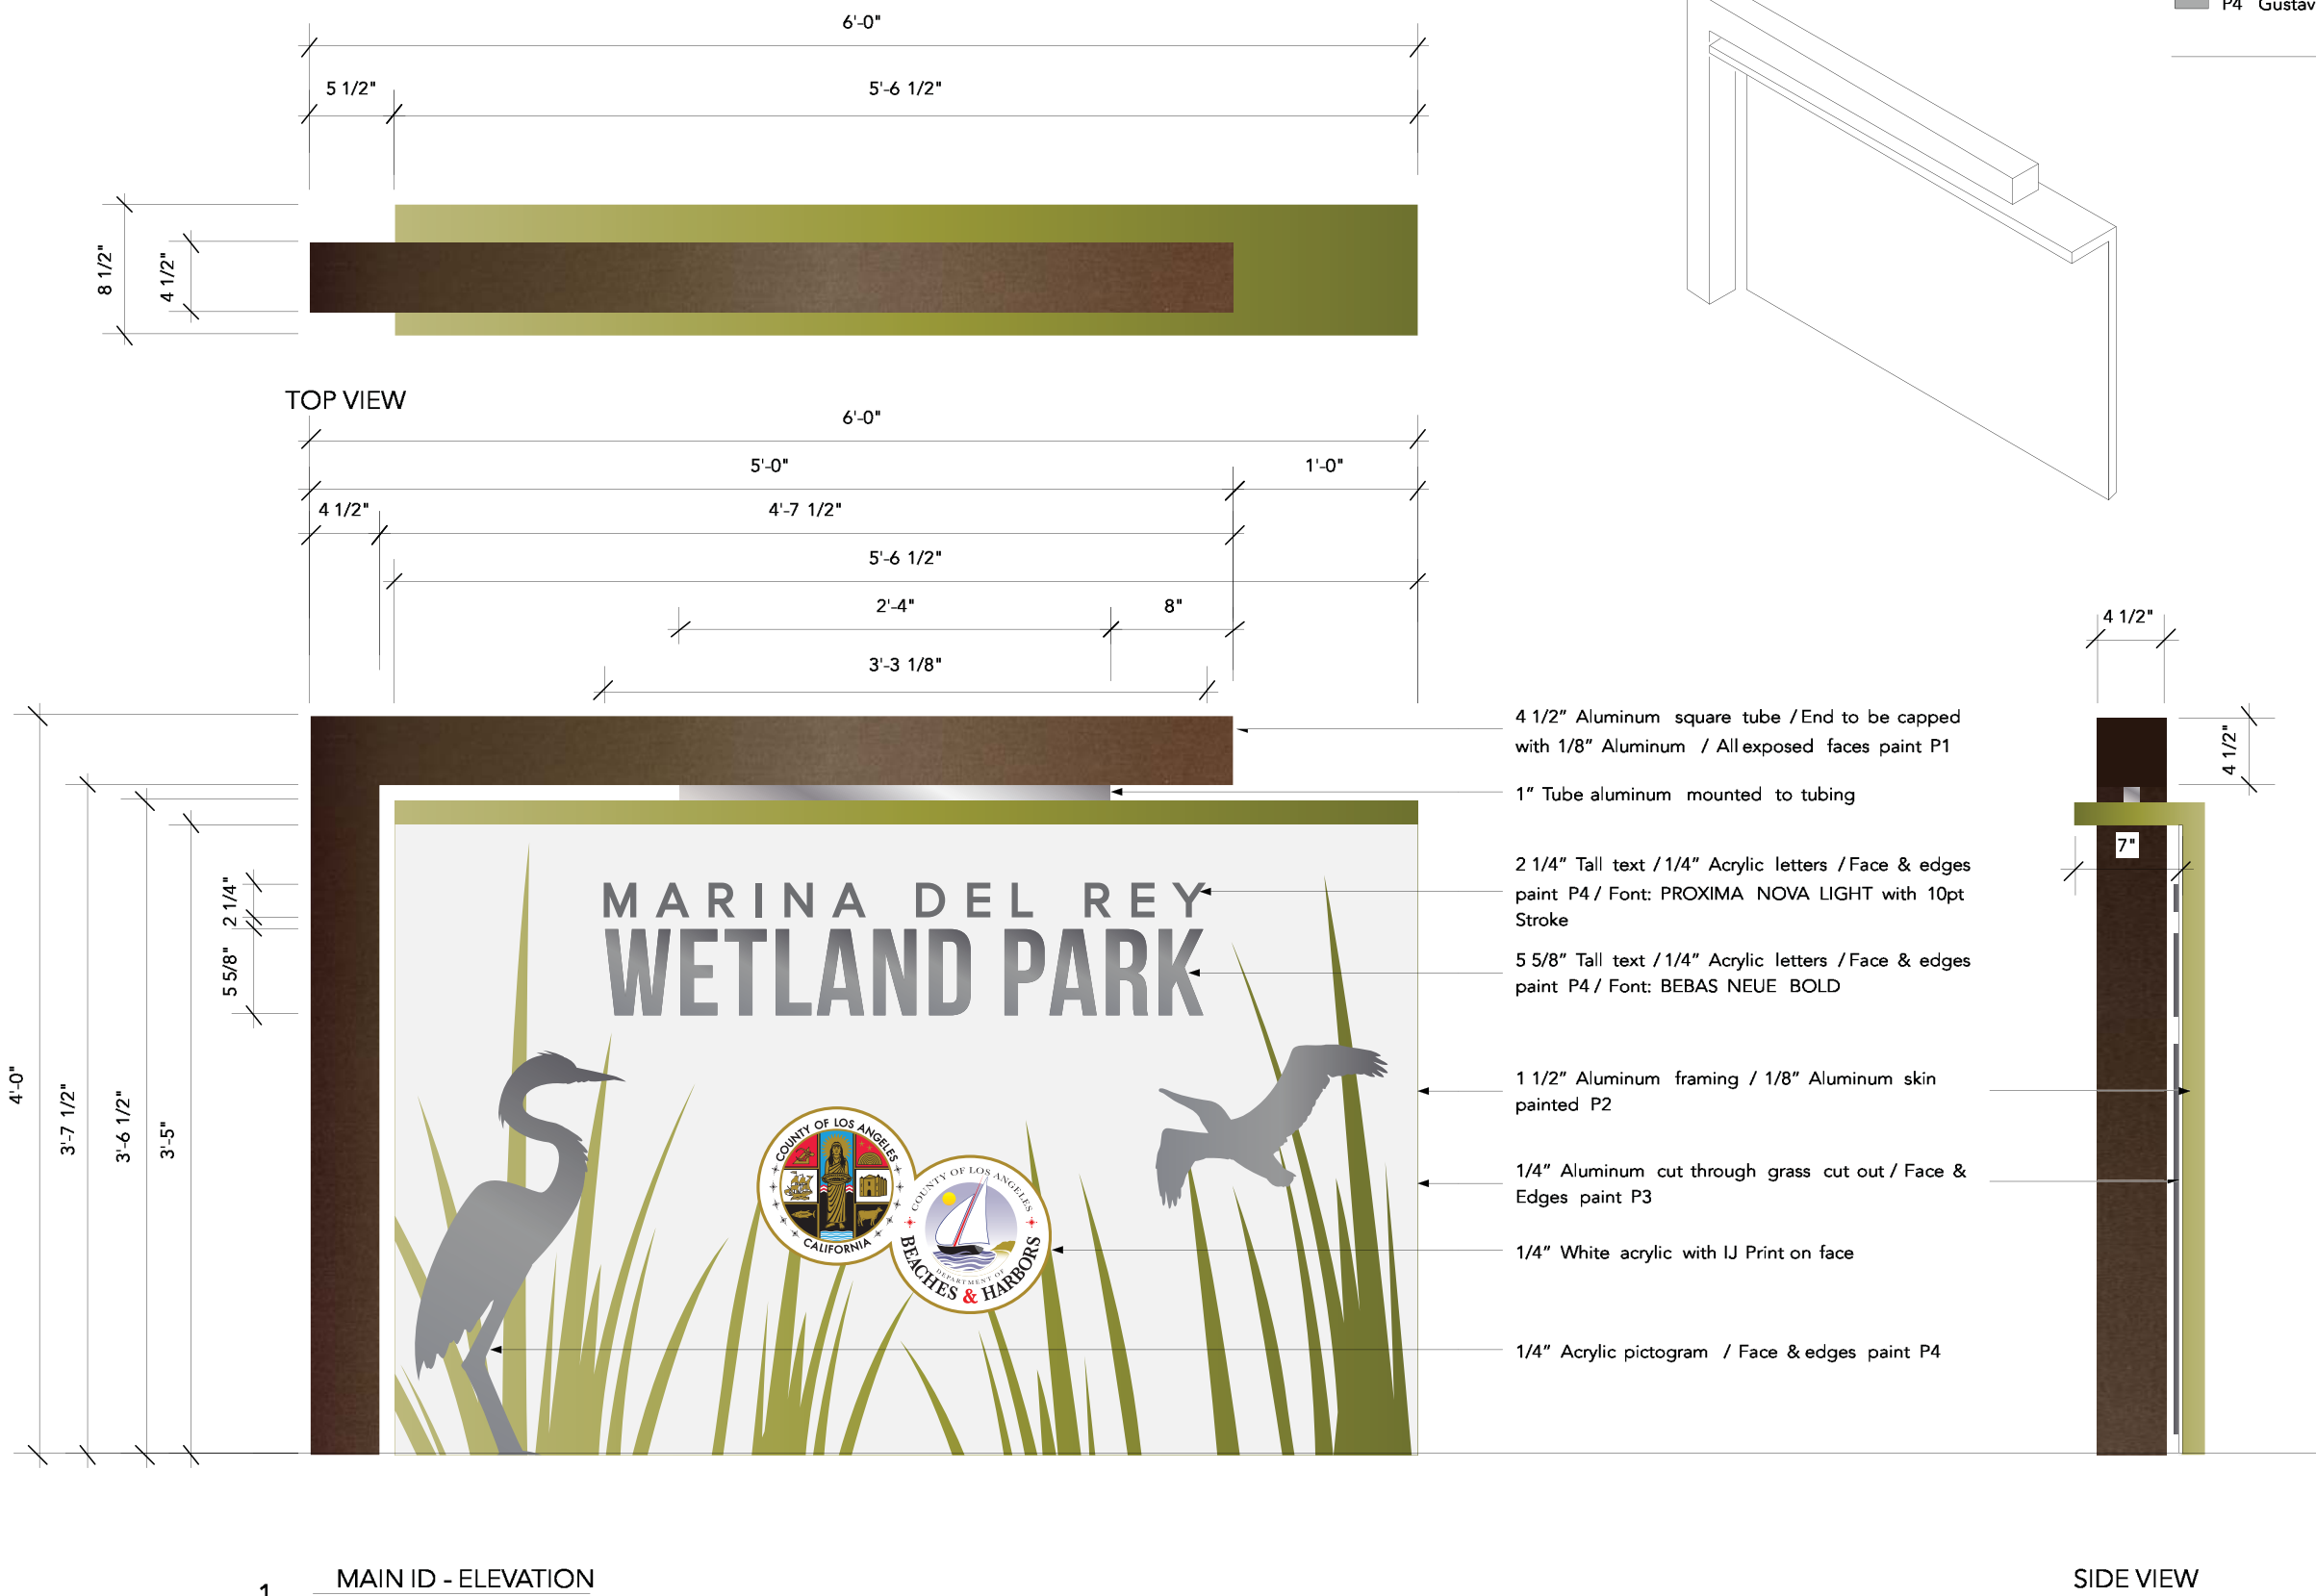 P4 Gustav
6'-0"
5 1/2"
5'-6 1/2"
8 1/2"
4 1/2"
TOP VIEW
6'-0"
5'-0"
1'-0"
4 1/2"
4'-7 1/2"
5'-6 1/2"
2'-4"
8"
3'-3 1/8"
4'-0"
3'-7 1/2"
3'-6 1/2"
3'-5"
2 1/4"
5 5/8"
MARINA DEL REY
WETLAND PARK
COUNTY OF LOS ANGELES
CALIFORNIA
COUNTY OF LOS ANGELES
DEPARTMENT OF
BEACHES & HARBORS
4 1/2" Aluminum square tube / End to be capped
with 1/8" Aluminum / All exposed faces paint P1
1" Tube aluminum mounted to tubing
2 1/4" Tall text / 1/4" Acrylic letters / Face & edges
paint P4 / Font: PROXIMA NOVA LIGHT with 10pt
Stroke
5 5/8" Tall text / 1/4" Acrylic letters / Face & edges
paint P4 / Font: BEBAS NEUE BOLD
1 1/2" Aluminum framing / 1/8" Aluminum skin
painted P2
1/4" Aluminum cut through grass cut out / Face &
Edges paint P3
1/4" White acrylic with IJ Print on face
1/4" Acrylic pictogram / Face & edges paint P4
4 1/2"
4 1/2"
7"
1 MAIN ID - ELEVATION
SIDE VIEW